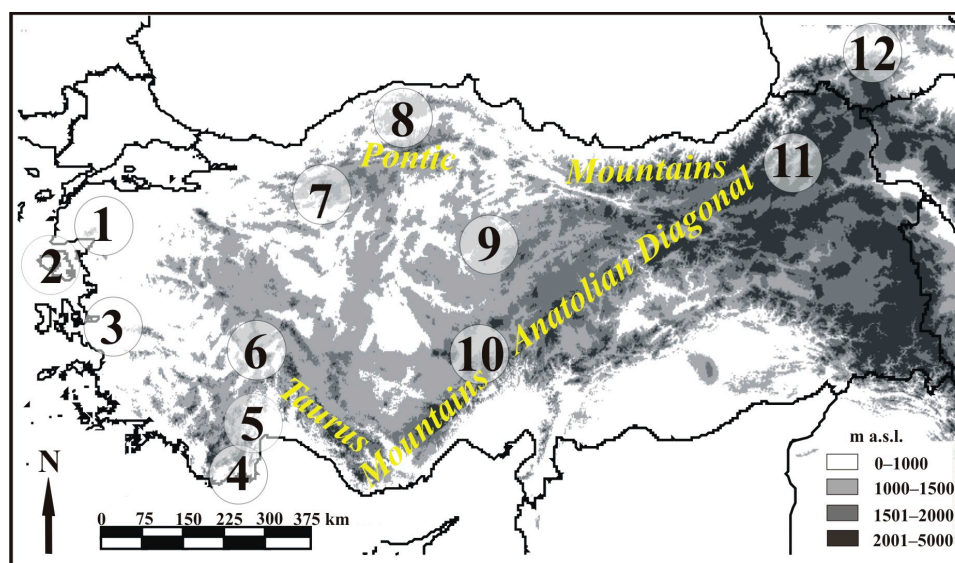 12
8
Pontic
11
Mountains
7
1
9
Anatolian Diagonal
2
3
6
10
Taurus
Mountains
5
4
N
0 75 150 225 300 375 km
m a.s.l.
0–1000
1000–1500
1501–2000
2001–5000